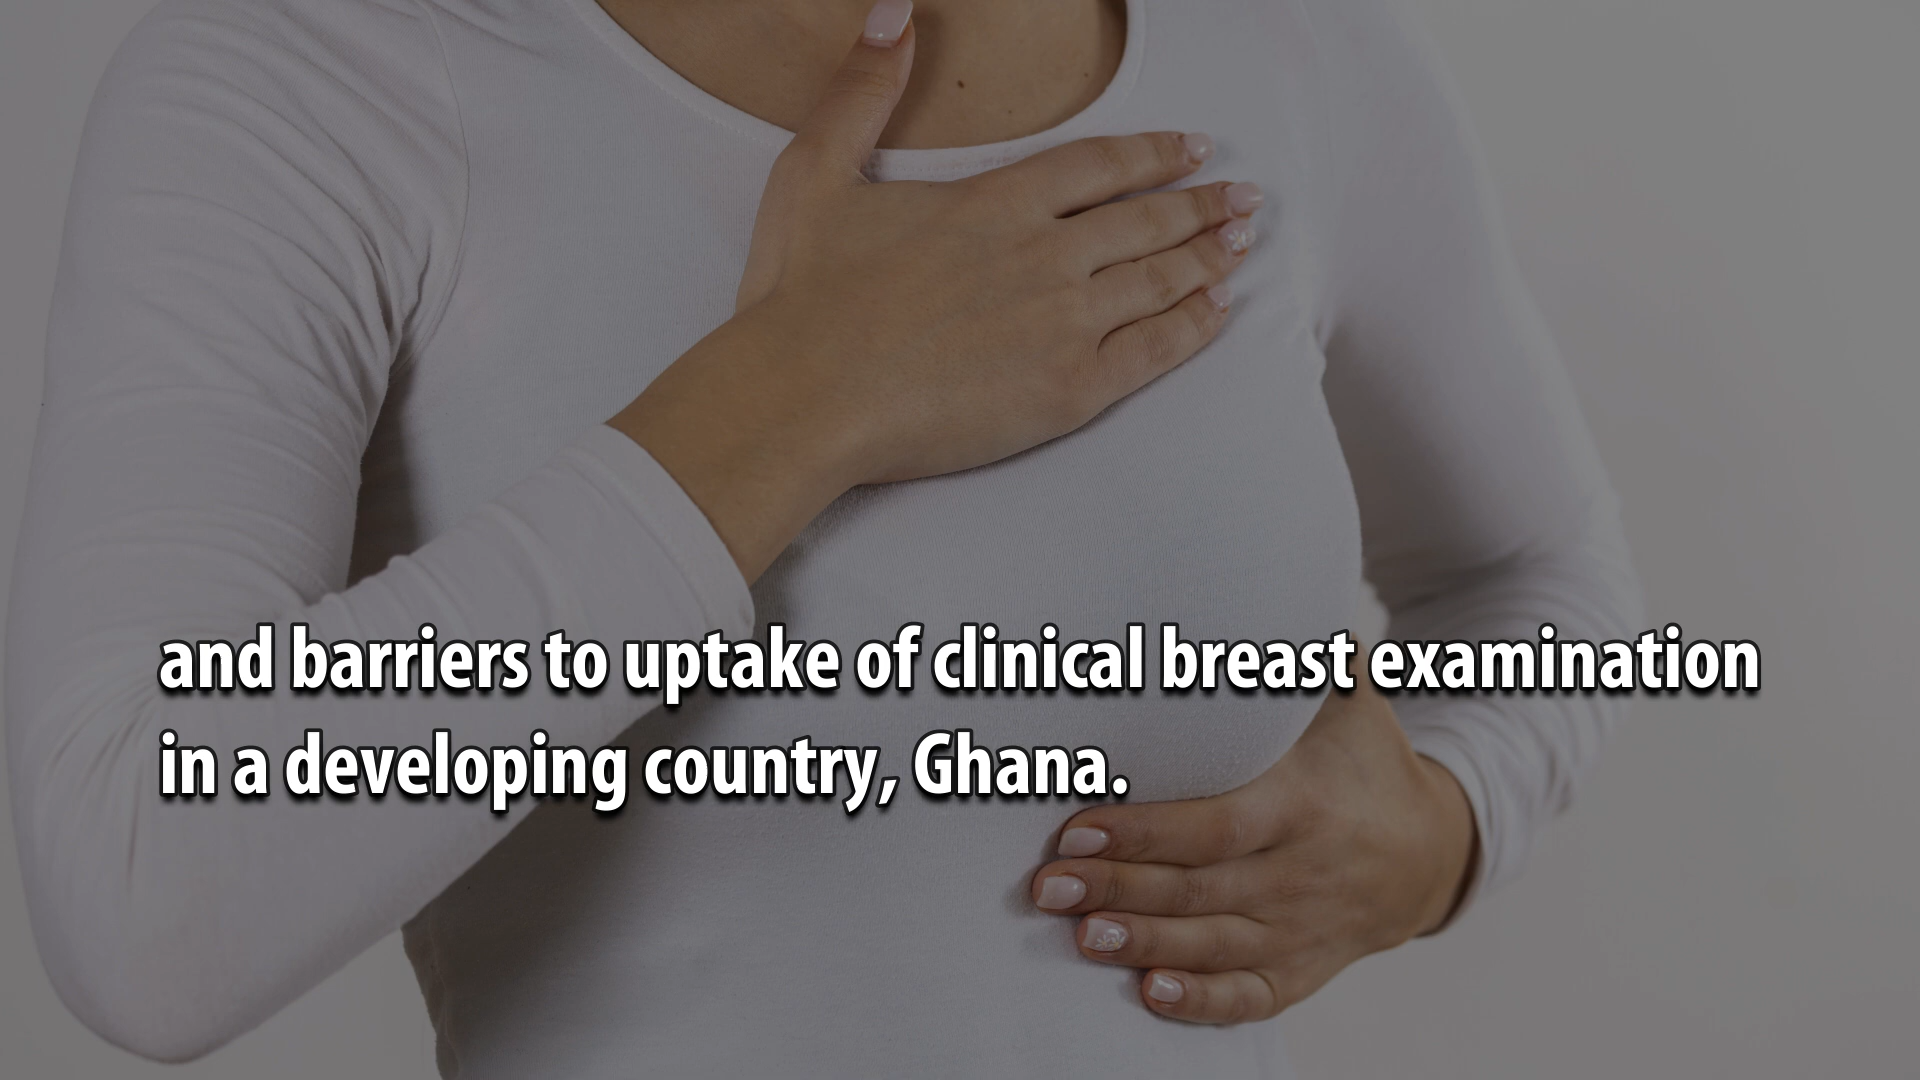 and barriers to uptake of clinical breast examination
in a developing country, Ghana.